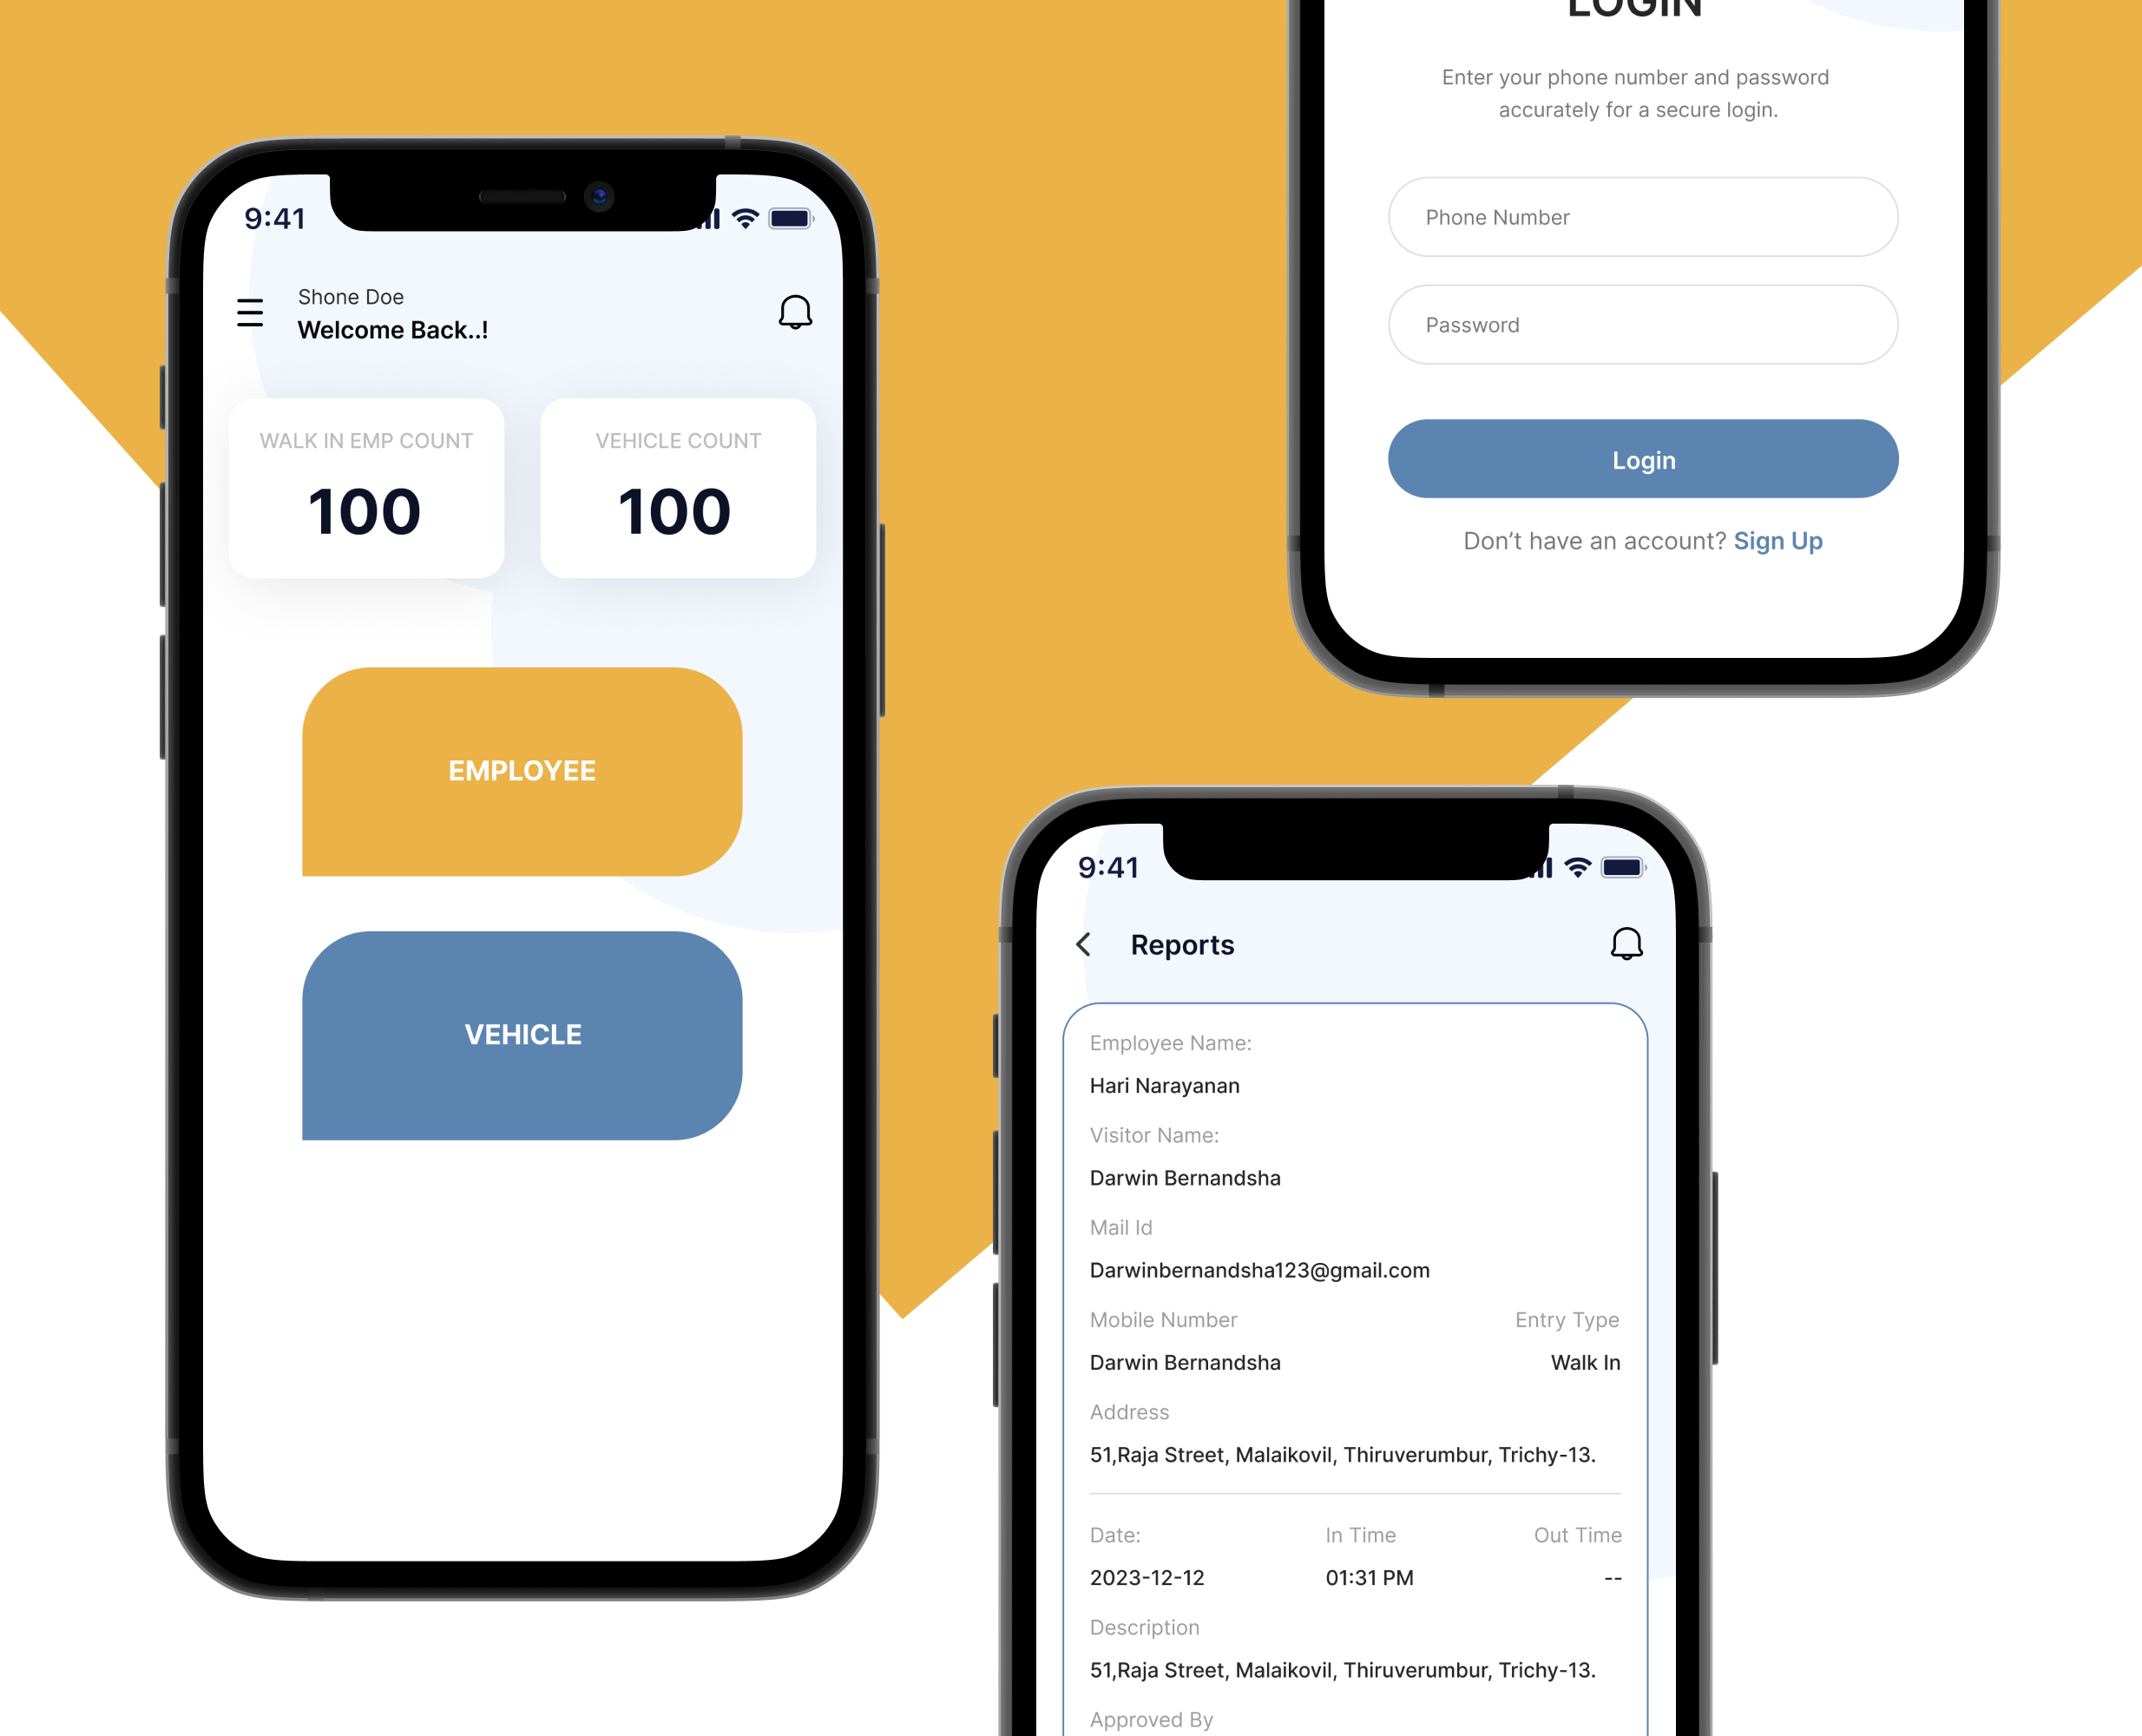 9:41
Shone Doe
Welcome Back..!
WALK IN EMP COUNT
100
VEHICLE COUNT
100
EMPLOYEE
VEHICLE
LOGIN
Enter your phone number and password
accurately for a secure login.
Phone Number
Password
Login
Don’t have an account? Sign Up
9:41
Reports
Employee Name:
Hari Narayanan
Visitor Name:
Darwin Bernandsha
Mail Id
Darwinbernandsha123@gmail.com
Mobile Number Entry Type
Darwin Bernandsha Walk In
Address
51,Raja Street, Malaikovil, Thiruverumbur, Trichy-13.
Date: In Time Out Time
2023-12-12 01:31 PM --
Description
51,Raja Street, Malaikovil, Thiruverumbur, Trichy-13.
Approved By